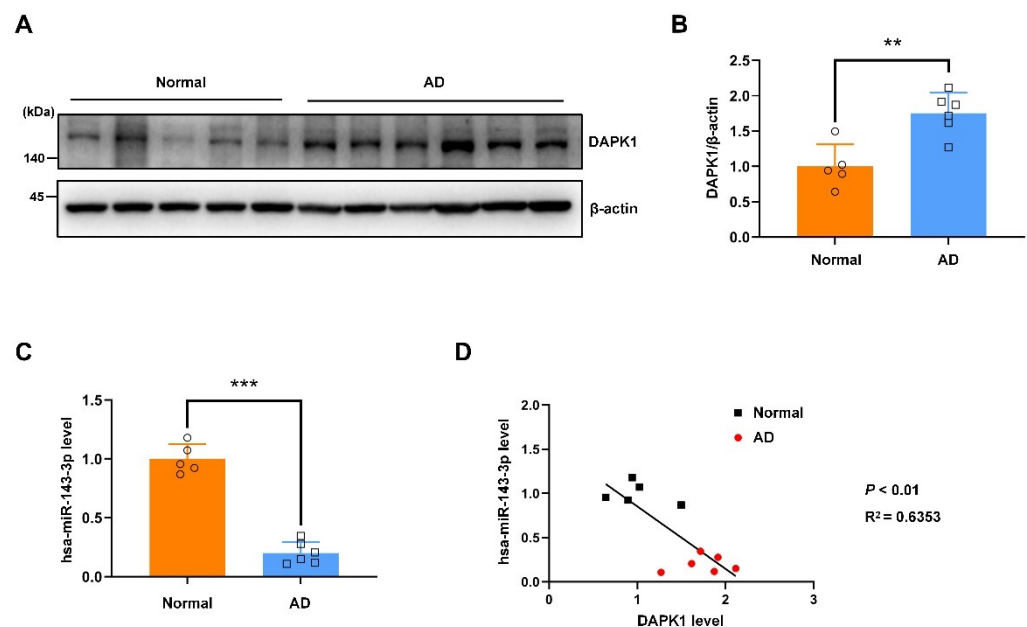 A
Normal
AD
(kDa)
140
DAPK1
45
β-actin
B
**
2.5
2.0
1.5
1.0
0.5
0.0
DAPK1/β-actin
Normal
AD
C
***
1.5
1.0
0.5
0.0
hsa-miR-143-3p level
Normal
AD
D
2.0
1.5
1.0
0.5
0.0
hsa-miR-143-3p level
0
1
2
3
DAPK1 level
Normal
AD
P < 0.01
R² = 0.6353